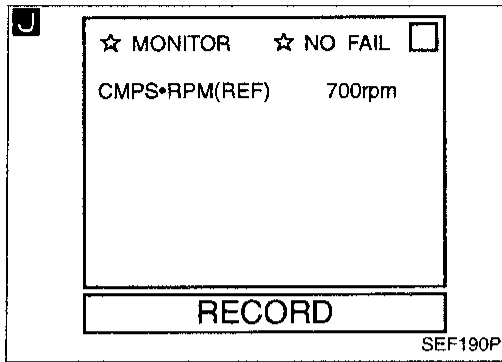 J
☆ MONITOR ☆ NO FAIL
CMPS•RPM(REF) 700rpm
RECORD
SEF190P